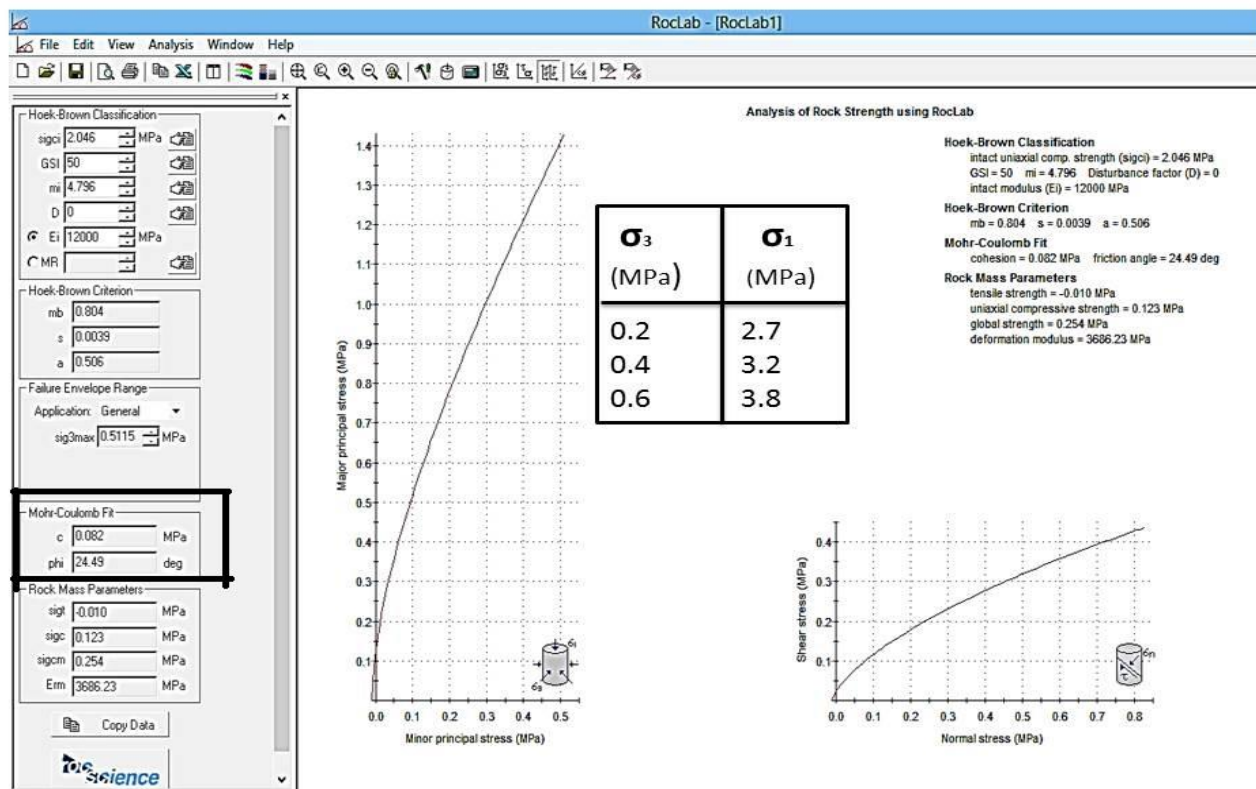 RocLab - [RocLab1]
File Edit View Analysis Window Help
Hoek-Brown Classification
sigci 2.046 MPa
GSI 50
mi 4.796
D 0
Ei 12000 MPa
MR
Hoek-Brown Criterion
mb 0.804
s 0.0039
a 0.506
Failure Envelope Range
Application: General
sig3max 0.5115 MPa
Mohr-Coulomb Fit
c 0.082 MPa
phi 24.49 deg
Rock Mass Parameters
sigt -0.010 MPa
sigc 0.123 MPa
sigcm 0.254 MPa
Erm 3686.23 MPa
Copy Data
rocscience
Analysis of Rock Strength using RocLab
Major principal stress (MPa)
1.4
1.3
1.2
1.1
1.0
0.9
0.8
0.7
0.6
0.5
0.4
0.3
0.2
0.1
0.0 0.1 0.2 0.3 0.4 0.5
Minor principal stress (MPa)
σ1
σ3
σ₃ σ₁
(MPa) (MPa)
0.2 2.7
0.4 3.2
0.6 3.8
Hoek-Brown Classification
intact uniaxial comp. strength (sigci) = 2.046 MPa
GSI = 50 mi = 4.796 Disturbance factor (D) = 0
intact modulus (Ei) = 12000 MPa
Hoek-Brown Criterion
mb = 0.804 s = 0.0039 a = 0.506
Mohr-Coulomb Fit
cohesion = 0.082 MPa friction angle = 24.49 deg
Rock Mass Parameters
tensile strength = -0.010 MPa
uniaxial compressive strength = 0.123 MPa
global strength = 0.254 MPa
deformation modulus = 3686.23 MPa
Shear stress (MPa)
0.4
0.3
0.2
0.1
0.0 0.1 0.2 0.3 0.4 0.5 0.6 0.7 0.8
Normal stress (MPa)
σn
τ